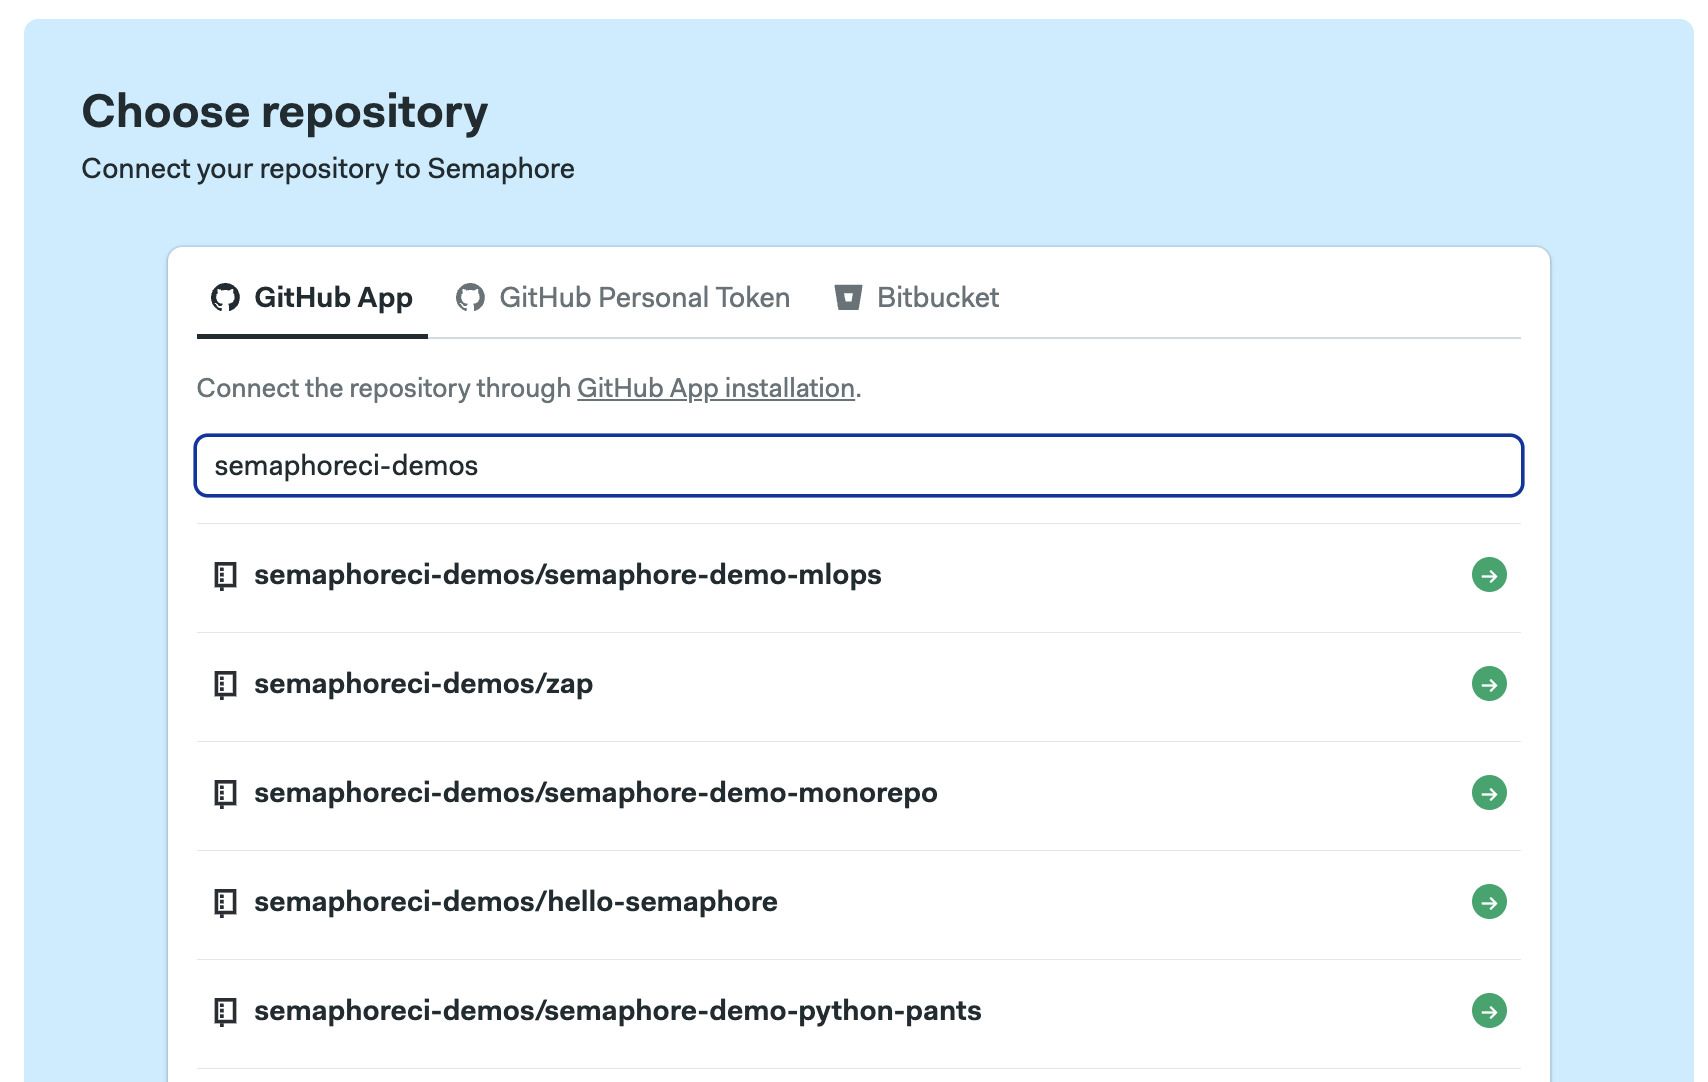 Choose repository
Connect your repository to Semaphore
GitHub App GitHub Personal Token Bitbucket
Connect the repository through GitHub App installation.
semaphoreci-demos
semaphoreci-demos/semaphore-demo-mlops
semaphoreci-demos/zap
semaphoreci-demos/semaphore-demo-monorepo
semaphoreci-demos/hello-semaphore
semaphoreci-demos/semaphore-demo-python-pants